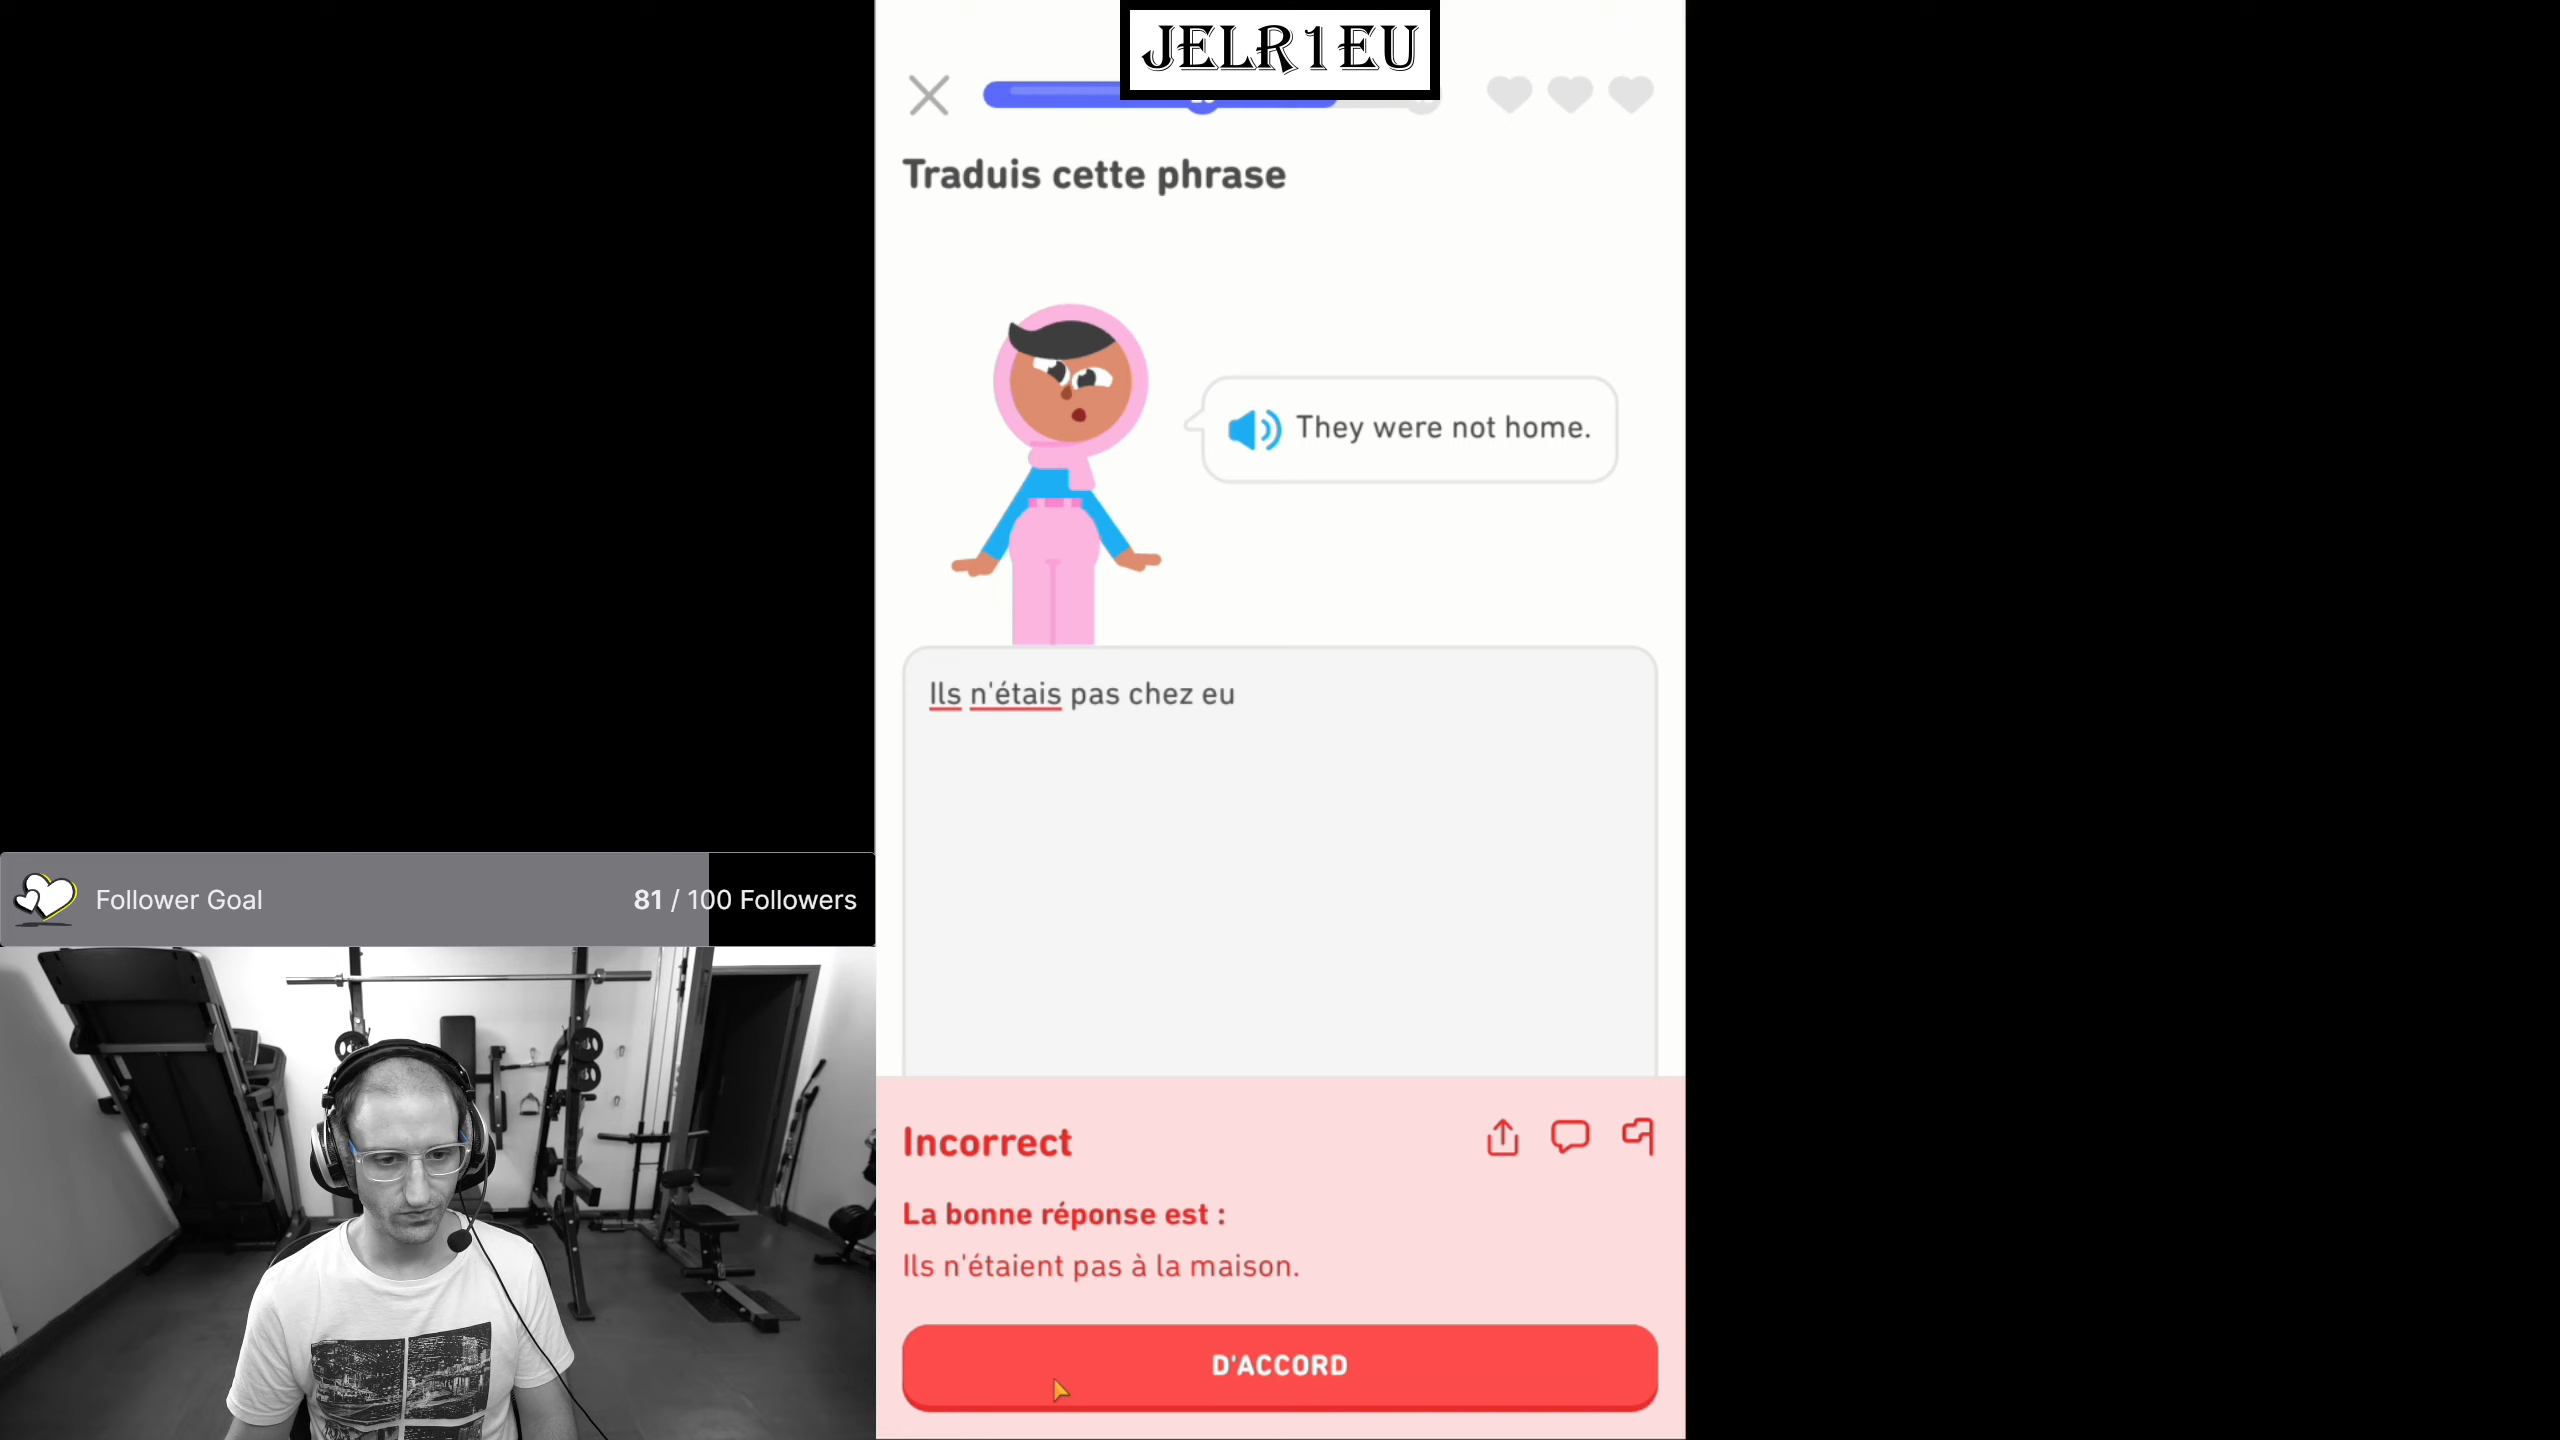 JELR1EU
Traduis cette phrase
They were not home.
Ils n'étais pas chez eu
Follower Goal
81 / 100 Followers
Incorrect
La bonne réponse est :
Ils n'étaient pas à la maison.
D'ACCORD